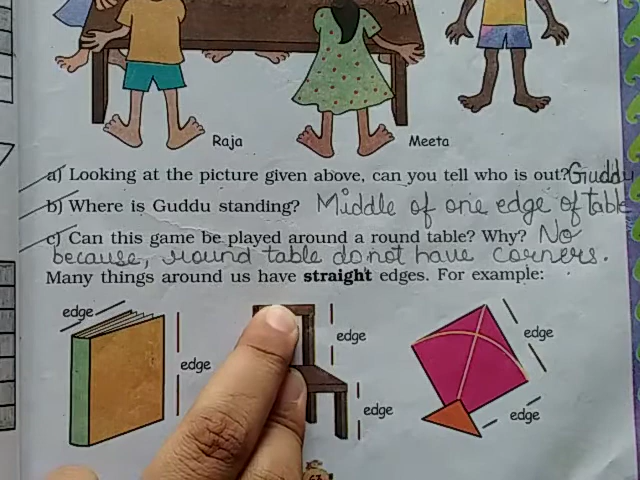 Raja
Meeta
a) Looking at the picture given above, can you tell who is out? Guddu
b) Where is Guddu standing? Middle of one edge of table
c) Can this game be played around a round table? Why? No
because, round table do not have corners.
Many things around us have straight edges. For example:
edge
edge
edge
edge
edge
edge
63